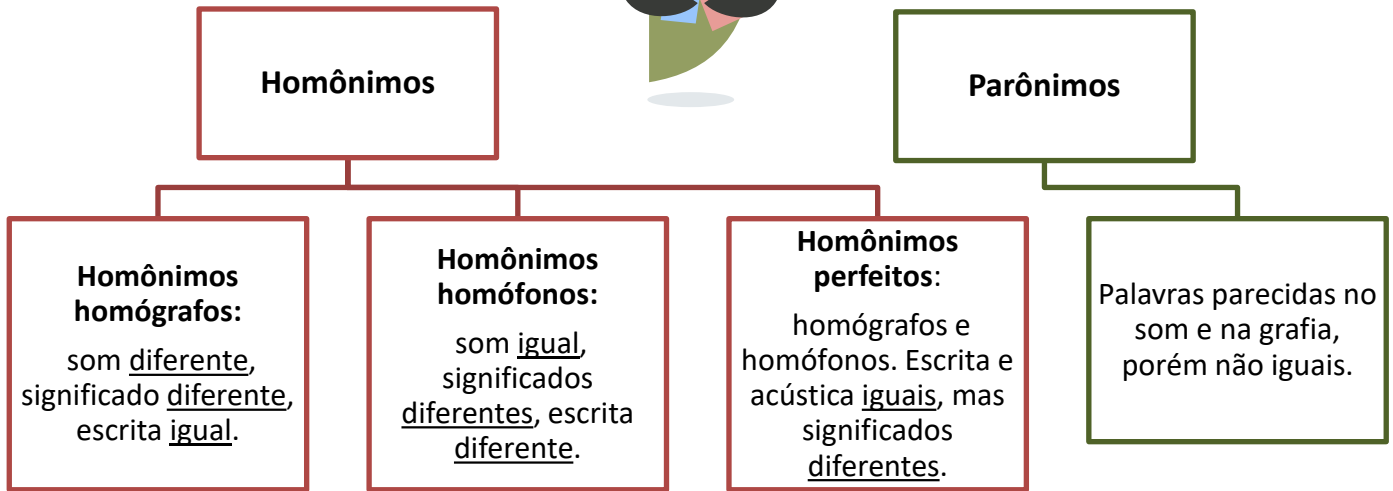 Homônimos
Parônimos
Homônimos
homógrafos:
som diferente,
significado diferente,
escrita igual.
Homônimos
homófonos:
som igual,
significados
diferentes, escrita
diferente.
Homônimos
perfeitos:
homógrafos e
homófonos. Escrita e
acústica iguais, mas
significados
diferentes.
Palavras parecidas no
som e na grafia,
porém não iguais.